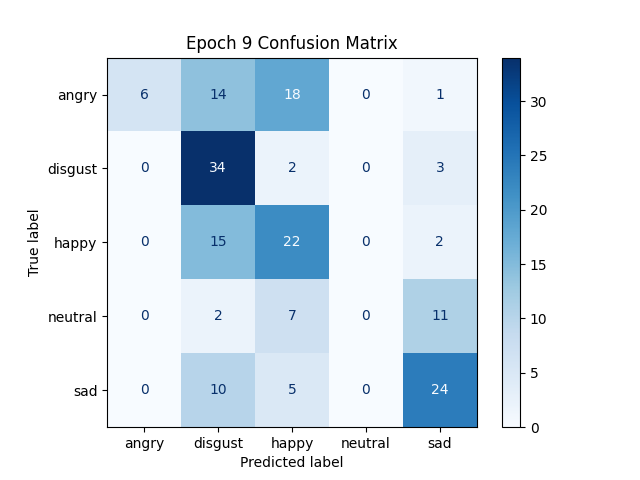 Epoch 9 Confusion Matrix
True label
angry 6 14 18 0 1
disgust 0 34 2 0 3
happy 0 15 22 0 2
neutral 0 2 7 0 11
sad 0 10 5 0 24
angry disgust happy neutral sad
Predicted label
30
25
20
15
10
5
0